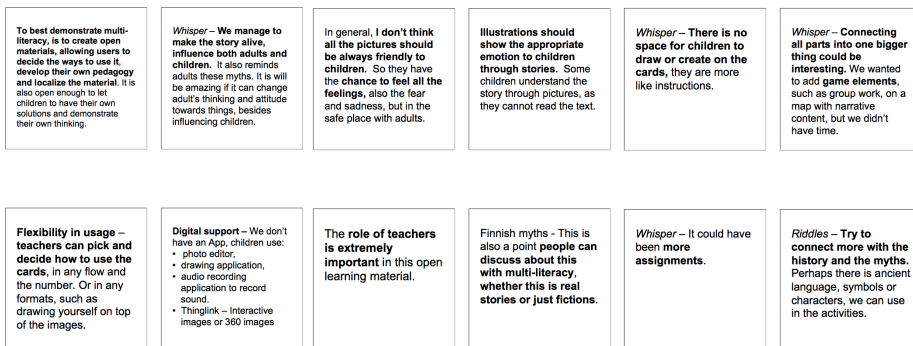 To best demonstrate multi-
literacy, is to create open
materials, allowing users to
decide the ways to use it,
develop their own pedagogy
and localize the material. It is
also open enough to let
children to have their own
solutions and demonstrate
their own thinking.
Whisper – We manage to
make the story alive,
influence both adults and
children. It also reminds
adults these myths. It is will
be amazing if it can change
adult's thinking and attitude
towards things, besides
influencing children.
In general, I don't think
all the pictures should
be always friendly to
children. So they have
the chance to feel all the
feelings, also the fear
and sadness, but in the
safe place with adults.
Illustrations should
show the appropriate
emotion to children
through stories. Some
children understand the
story through pictures, as
they cannot read the text.
Whisper – There is no
space for children to
draw or create on the
cards, they are more
like instructions.
Whisper – Connecting
all parts into one bigger
thing could be
interesting. We wanted
to add game elements,
such as group work, on a
map with narrative
content, but we didn't
have time.
Flexibility in usage –
teachers can pick and
decide how to use the
cards, in any flow and
the number. Or in any
formats, such as
drawing yourself on top
of the images.
Digital support – We don't
have an App, children use:
• photo editor,
• drawing application,
• audio recording
application to record
sound.
• Thinglink – Interactive
images or 360 images
The role of teachers
is extremely
important in this open
learning material.
Finnish myths - This is
also a point people can
discuss about this
with multi-literacy,
whether this is real
stories or just fictions.
Whisper – It could have
been more
assignments.
Riddles – Try to
connect more with the
history and the myths.
Perhaps there is ancient
language, symbols or
characters, we can use
in the activities.